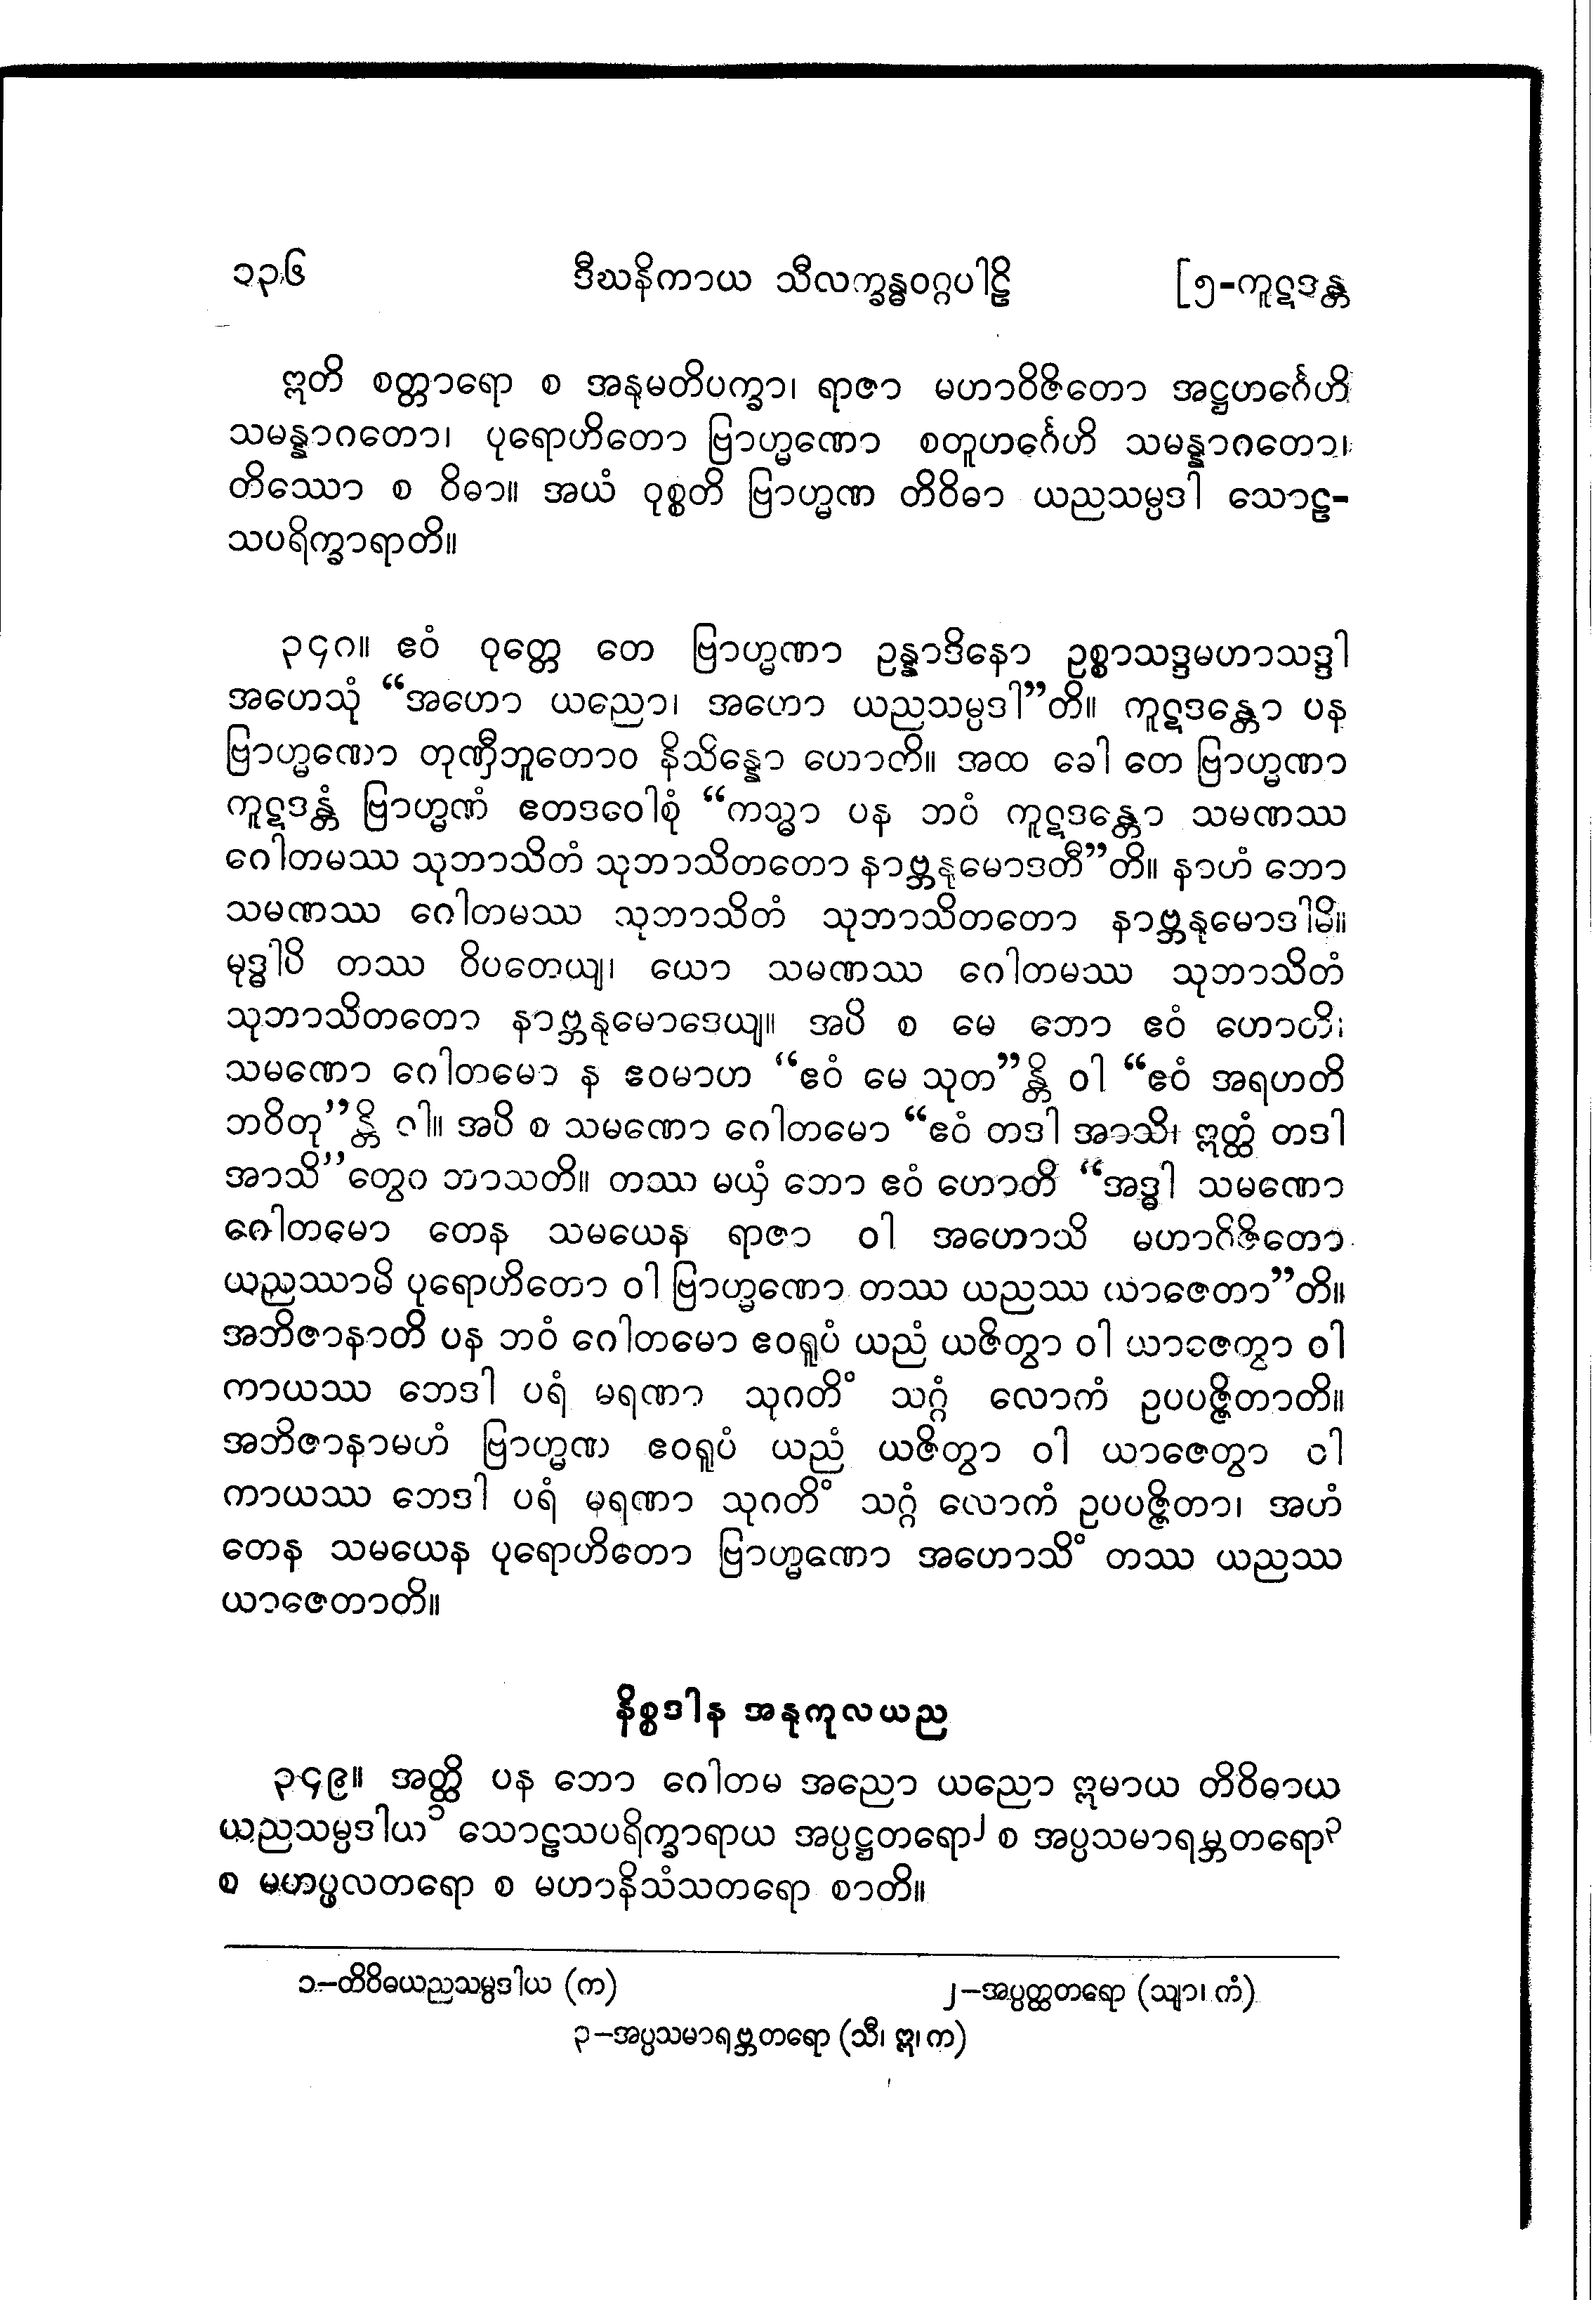 ၁၃၆ ဒီဃနိကာယ သီလက္ခန္ဓဝဂ္ဂပါဠိ [၅-ကူဋဒန္တ
ဣတိ စတ္တာရော စ အနုမတိပက္ခာ၊ ရာဇာ မဟာဝိဇိတော အဋ္ဌဟင်္ဂေဟိ
သမန္နာဂတော၊ ပုရောဟိတော ဗြာဟ္မဏော စတူဟင်္ဂေဟိ သမန္နာဂတော၊
တိဿော စ ဝိဓာ။ အယံ ဝုစ္စတိ ဗြာဟ္မဏ တိဝိဓာ ယညသမ္ပဒါ သောဠ-
သပရိက္ခာရာတိ။
၃၄၈။ ဧဝံ ဝုတ္တေ တေ ဗြာဟ္မဏာ ဥန္နာဒိနော ဥစ္စာသဒ္ဒမဟာသဒ္ဒါ
အဟေသုံ “အဟော ယညော၊ အဟော ယညသမ္ပဒါ”တိ။ ကူဋဒန္တော ပန
ဗြာဟ္မဏော တုဏှီဘူတောဝ နိသိန္နော ဟောတိ။ အထ ခေါ တေ ဗြာဟ္မဏာ
ကူဋဒန္တံ ဗြာဟ္မဏံ ဧတဒဝေါစုံ “ကသ္မာ ပန ဘဝံ ကူဋဒန္တော သမဏဿ
ဂေါတမဿ သုဘာသိတံ သုဘာသိတတော နာဗ္ဘနုမောဒတီ”တိ။ နာဟံ ဘော
သမဏဿ ဂေါတမဿ သုဘာသိတံ သုဘာသိတတော နာဗ္ဘနုမောဒါမိ။
မုဒ္ဓါပိ တဿ ဝိပတေယျ၊ ယော သမဏဿ ဂေါတမဿ သုဘာသိတံ
သုဘာသိတတော နာဗ္ဘနုမောဒေယျ။ အပိ စ မေ ဘော ဧဝံ ဟောတိ၊
သမဏော ဂေါတမော န ဧဝမာဟ “ဧဝံ မေ သုတ”န္တိ ဝါ “ဧဝံ အရဟတိ
ဘဝိတု”န္တိ ဝါ။ အပိ စ သမဏော ဂေါတမော “ဧဝံ တဒါ အာသိ၊ ဣတ္ထံ တဒါ
အာသိ”တွေဝ ဘာသတိ။ တဿ မယှံ ဘော ဧဝံ ဟောတိ “အဒ္ဓါ သမဏော
ဂေါတမော တေန သမယေန ရာဇာ ဝါ အဟောသိ မဟာဝိဇိတော
ယညဿာမိ ပုရောဟိတော ဝါ ဗြာဟ္မဏော တဿ ယညဿ ယာဇေတာ”တိ။
အဘိဇာနာတိ ပန ဘဝံ ဂေါတမော ဧဝရူပံ ယညံ ယဇိတွာ ဝါ ယာဇေတွာ ဝါ
ကာယဿ ဘေဒါ ပရံ မရဏာ သုဂတိံ သဂ္ဂံ လောကံ ဥပပဇ္ဇိတာတိ။
အဘိဇာနာမဟံ ဗြာဟ္မဏ ဧဝရူပံ ယညံ ယဇိတွာ ဝါ ယာဇေတွာ ဝါ
ကာယဿ ဘေဒါ ပရံ မရဏာ သုဂတိံ သဂ္ဂံ လောကံ ဥပပဇ္ဇိတာ၊ အဟံ
တေန သမယေန ပုရောဟိတော ဗြာဟ္မဏော အဟောသိံ တဿ ယညဿ
ယာဇေတာတိ။
နိစ္စဒါန အနုကုလယည
၃၄၉။ အတ္ထိ ပန ဘော ဂေါတမ အညော ယညော ဣမာယ တိဝိဓာယ
ယညသမ္ပဒါယ၁ သောဠသပရိက္ခာရာယ အပ္ပဋ္ဌတရော၂ စ အပ္ပသမာရမ္ဘတရော၃
စ မဟပ္ဖလတရော စ မဟာနိသံသတရော စာတိ။
၁–တိဝိဓယညသမ္ပဒါယ (က) ၂–အပ္ပတ္ထတရော (သျာ၊ ကံ)
၃–အပ္ပသမာရဗ္ဘတရော (သီ၊ ဣ၊ က)